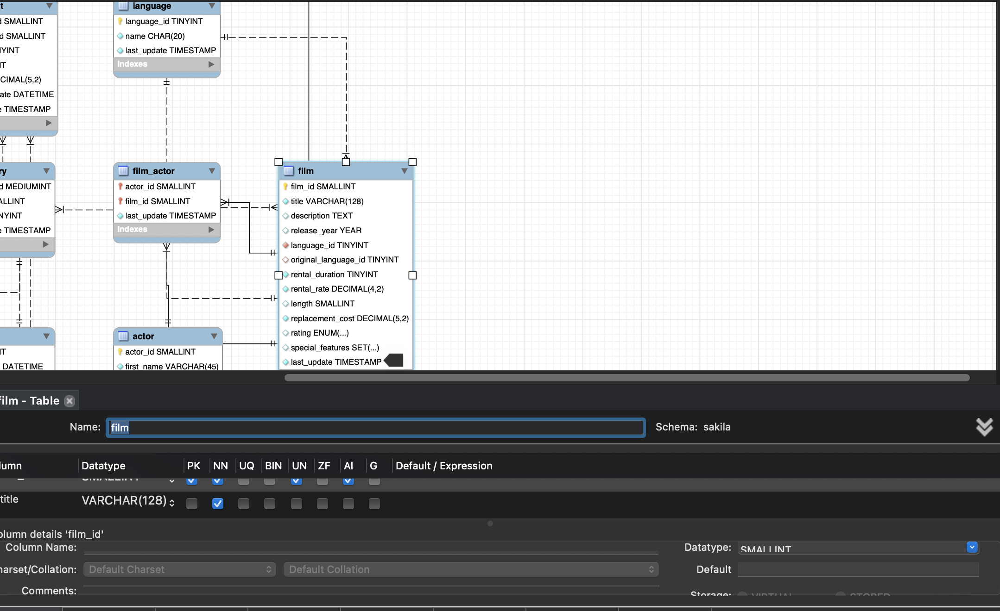 t
d SMALLINT
d SMALLINT
IYINT
IT
CIMAL(5,2)
ate DATETIME
e TIMESTAMP
language
language_id TINYINT
name CHAR(20)
last_update TIMESTAMP
Indexes
ry
d MEDIUMINT
ALLINT
NYINT
e TIMESTAMP
film_actor
actor_id SMALLINT
film_id SMALLINT
last_update TIMESTAMP
Indexes
film
film_id SMALLINT
title VARCHAR(128)
description TEXT
release_year YEAR
language_id TINYINT
original_language_id TINYINT
rental_duration TINYINT
rental_rate DECIMAL(4,2)
length SMALLINT
replacement_cost DECIMAL(5,2)
rating ENUM(...)
special_features SET(...)
last_update TIMESTAMP
IT
DATETIME
actor
actor_id SMALLINT
first_name VARCHAR(45)
film - Table
Name: film Schema: sakila
lumn Datatype PK NN UQ BIN UN ZF AI G Default / Expression
SMALLINT
title VARCHAR(128)
olumn details 'film_id'
Column Name: Datatype: SMALLINT
harset/Collation: Default Charset Default Collation Default
Comments: Storage: VIRTUAL STORED